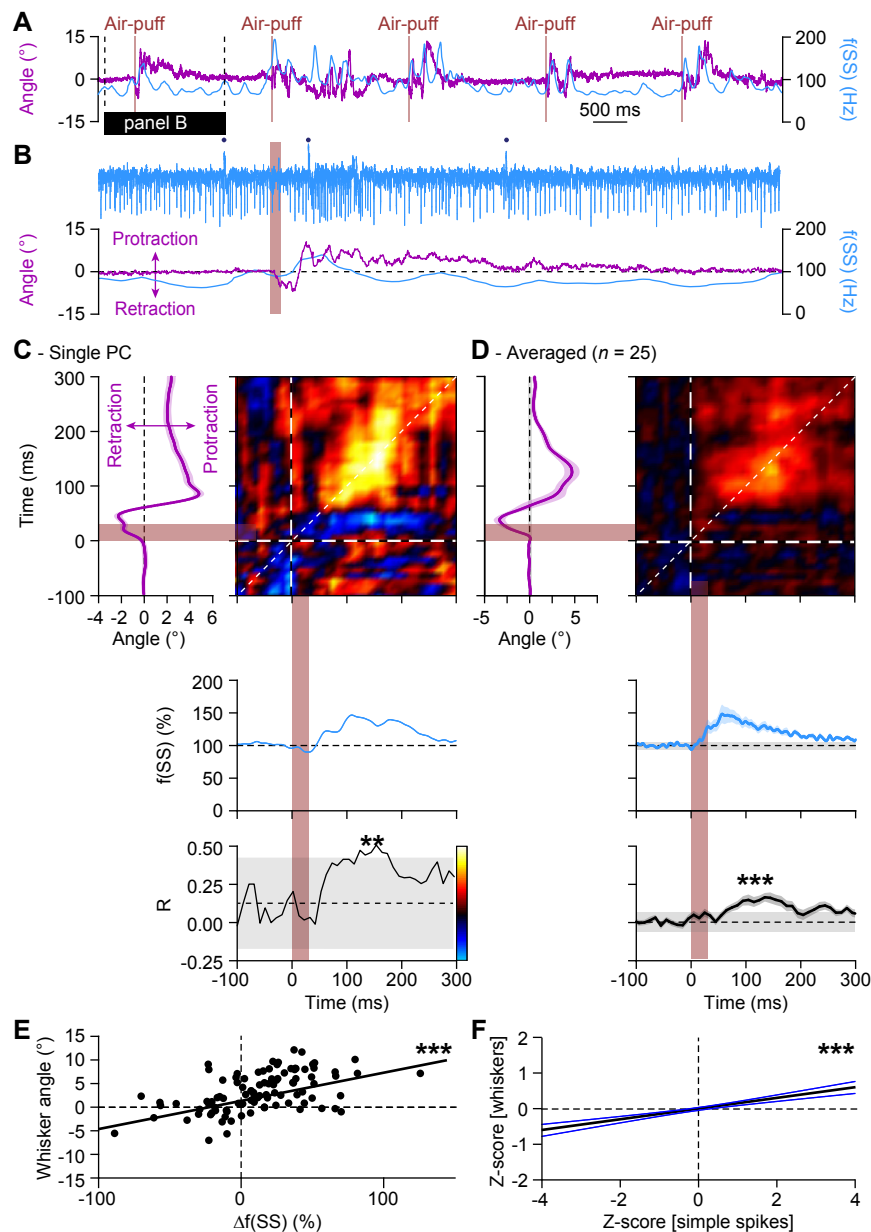 A
Air-puff Air-puff Air-puff Air-puff Air-puff
15 200
Angle (°) 0 100 f(SS) (Hz)
-15 0
panel B
500 ms
B
15 200
Protraction
Angle (°) 0 100 f(SS) (Hz)
Retraction
-15 0
C - Single PC
D - Averaged (n = 25)
300
200
100
0
-100
Time (ms)
Retraction
Protraction
-4 -2 0 2 4 6
Angle (°)
-5 0 5
Angle (°)
200
150
100
50
0
f(SS) (%)
0.50
0.25
0.00
-0.25
R
**
***
-100 0 100 200 300
Time (ms)
-100 0 100 200 300
Time (ms)
E
15
10
5
0
-5
-10
-15
Whisker angle (°)
***
-100 0 100
Δf(SS) (%)
F
2
1
0
-1
-2
Z-score [whiskers]
***
-4 -2 0 2 4
Z-score [simple spikes]